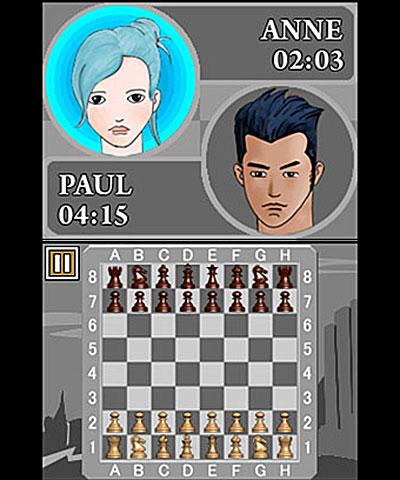 ANNE
02:03
PAUL
04:15
A B C D E F G H
8 8
7 7
6 6
5 5
4 4
3 3
2 2
1 1
A B C D E F G H